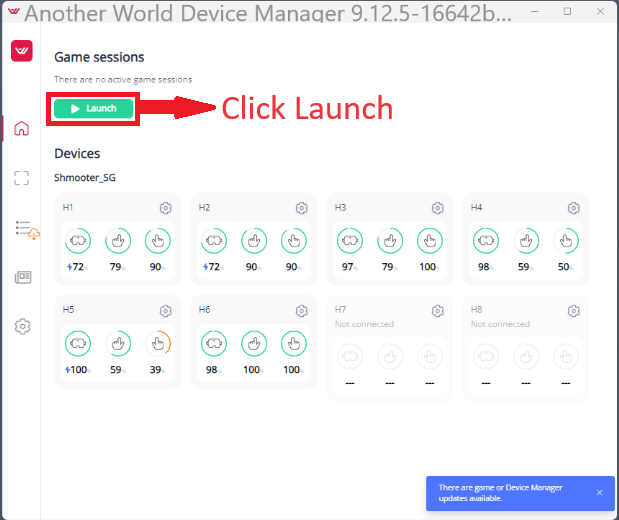 Another World Device Manager 9.12.5-16642b...
Game sessions
There are no active game sessions
Launch
Click Launch
Devices
Shmooter_SG
H1
72%
79%
90%
H2
72%
90%
90%
H3
97%
79%
100%
H4
98%
59%
50%
H5
100%
59%
39%
H6
98%
100%
100%
H7
Not connected
---
---
---
H8
Not connected
---
---
---
There are game or Device Manager
updates available.